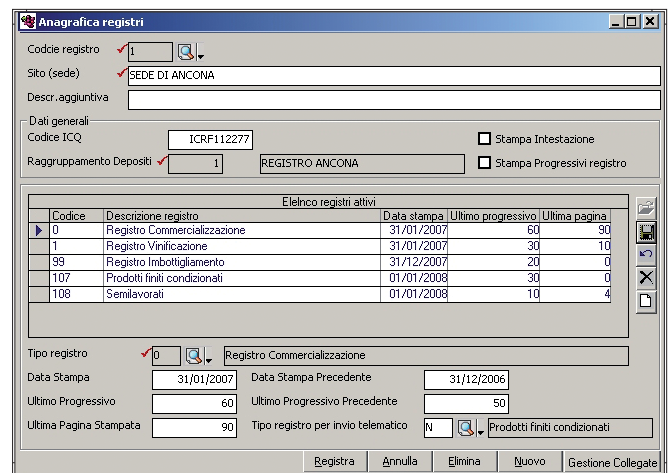 Anagrafica registri
Codcie registro 1
Sito (sede) SEDE DI ANCONA
Descr.aggiuntiva
Dati generali
Codice ICQ ICRF112277 Stampa Intestazione
Raggruppamento Depositi 1 REGISTRO ANCONA Stampa Progressivi registro
Elelnco registri attivi
Codice Descrizione registro Data stampa Ultimo progressivo Ultima pagina
0 Registro Commercializzazione 31/01/2007 60 90
1 Registro Vinificazione 31/01/2007 30 10
99 Registro Imbottigliamento 31/12/2007 20 0
107 Prodotti finiti condizionati 01/01/2008 30 0
108 Semilavorati 01/01/2008 10 4
Tipo registro 0 Registro Commercializzazione
Data Stampa 31/01/2007 Data Stampa Precedente 31/12/2006
Ultimo Progressivo 60 Ultimo Progressivo Precedente 50
Ultima Pagina Stampata 90 Tipo registro per invio telematico N Prodotti finiti condizionati
Registra Annulla Elimina Nuovo Gestione Collegate